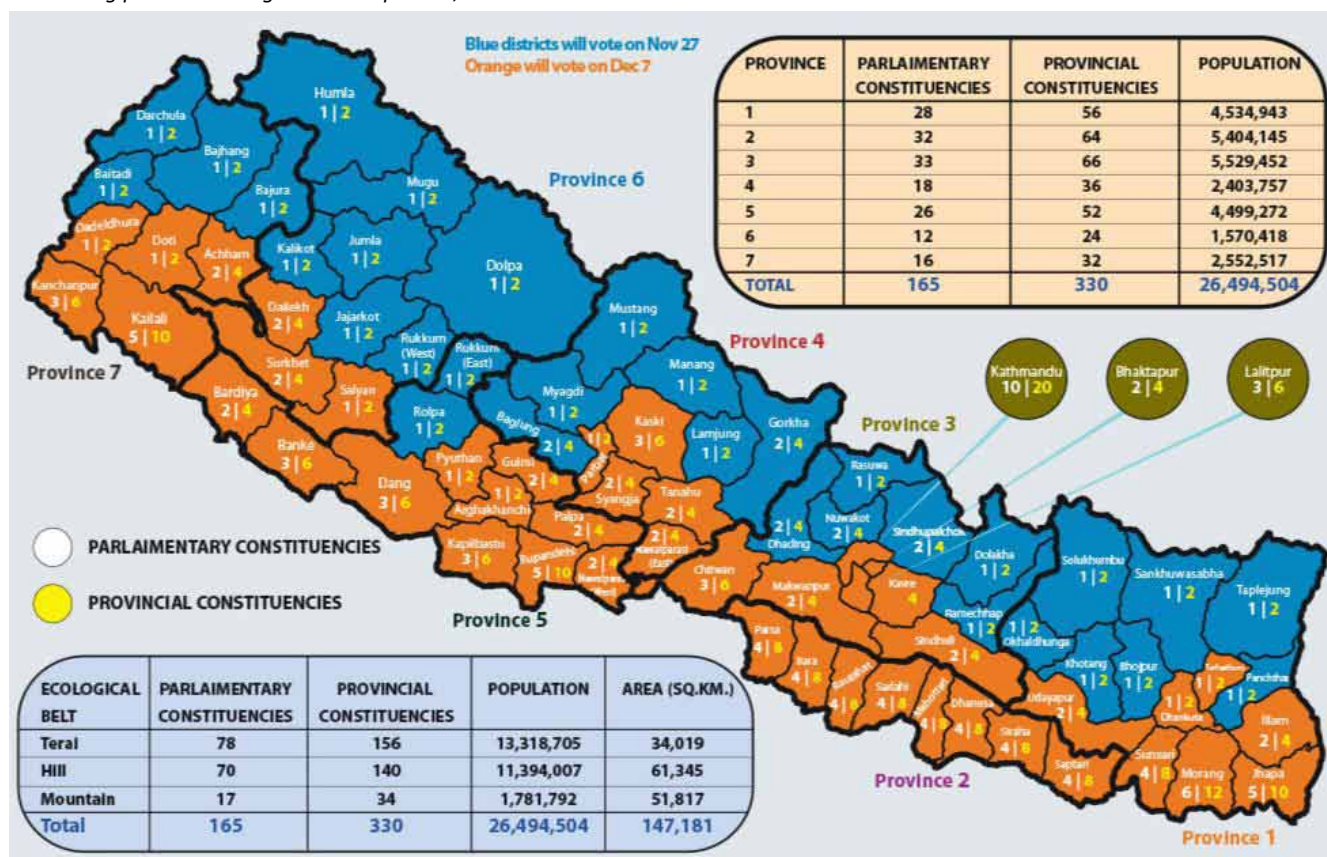 Blue districts will vote on Nov 27
Orange will vote on Dec 7
PROVINCE PARLAIMENTARY CONSTITUENCIES PROVINCIAL CONSTITUENCIES POPULATION
1 28 56 4,534,943
2 32 64 5,404,145
3 33 66 5,529,452
4 18 36 2,403,757
5 26 52 4,499,272
6 12 24 1,570,418
7 16 32 2,552,517
TOTAL 165 330 26,494,504
Humla
1|2
Darchula
1|2
Bajhang
1|2
Baitadi
1|2
Bajura
1|2
Mugu
1|2
Province 6
Dadeldhura
1|2
Doti
1|2
Achham
2|4
Kalikot
1|2
Jumla
1|2
Dolpa
1|2
Kanchanpur
3|6
Kailali
5|10
Dailekh
2|4
Jajarkot
1|2
Rukkum
(West)
1|2
Rukkum
(East)
1|2
Mustang
1|2
Province 4
Province 7
Surkhet
2|4
Salyan
1|2
Manang
1|2
Myagdi
1|2
Kathmandu
10|20
Bhaktapur
2|4
Lalitpur
3|6
Bardiya
2|4
Rolpa
1|2
Baglung
2|4
Kaski
3|6
Lamjung
1|2
Gorkha
2|4
Province 3
Banke
3|6
Dang
3|6
Pyuthan
1|2
Gulmi
2|4
1|2
Parbat
2|4
Syangja
Tanahu
2|4
Rasuwa
1|2
1|2
Arghakhanchi
Palpa
2|4
2|4
Nawalparasi
(East)
2|4
Dhading
Nuwakot
2|4
Sindhupalchok
2|4
Dolakha
1|2
Solukhumbu
1|2
Sankhuwasabha
1|2
Taplejung
1|2
PARLAIMENTARY CONSTITUENCIES
Kapilbastu
3|6
Rupandehi
5|10
2|4
Chitwan
3|6
Makwanpur
2|4
Kavre
4
Ramechhap
1|2
1|2
Okhaldhunga
PROVINCIAL CONSTITUENCIES
Province 5
Parsa
4|8
Sindhuli
2|4
Khotang
1|2
Bhojpur
1|2
1|2
Panchthar
1|2
Bara
4|8
Rautahat
Sarlahi
4|8
Mahottari
Dhanusa
4|8
Siraha
4|8
Udayapur
2|4
1|2
Dhankuta
Illam
2|4
Saptari
4|8
Sunsari
4|8
Morang
6|12
Jhapa
5|10
Province 2
Province 1
ECOLOGICAL BELT PARLAIMENTARY CONSTITUENCIES PROVINCIAL CONSTITUENCIES POPULATION AREA (SQ.KM.)
Terai 78 156 13,318,705 34,019
Hill 70 140 11,394,007 61,345
Mountain 17 34 1,781,792 51,817
Total 165 330 26,494,504 147,181